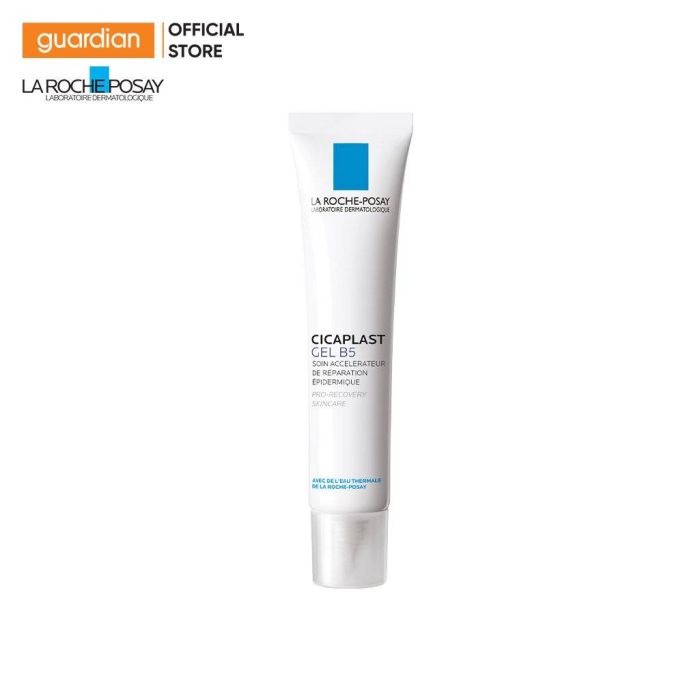 guardian
OFFICIAL
STORE
LA ROCHE POSAY
LABORATOIRE DERMATOLOGIQUE
LA ROCHE-POSAY
LABORATOIRE DERMATOLOGIQUE
CICAPLAST
GEL B5
SOIN ACCÉLÉRATEUR
DE RÉPARATION
ÉPIDERMIQUE
PRO-RECOVERY
SKINCARE
AVEC DE L'EAU THERMALE
DE LA ROCHE-POSAY